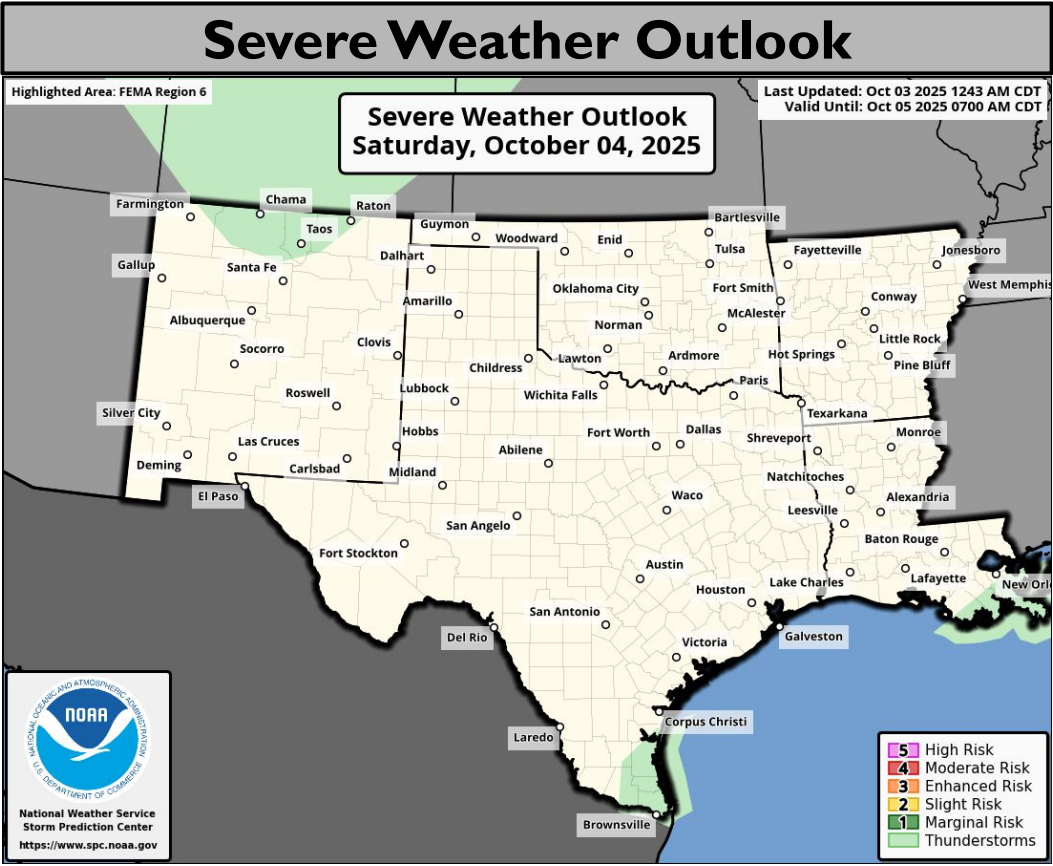 Severe Weather Outlook
Highlighted Area: FEMA Region 6
Last Updated: Oct 03 2025 1243 AM CDT
Valid Until: Oct 05 2025 0700 AM CDT
Severe Weather Outlook
Saturday, October 04, 2025
Farmington
Chama
Raton
Taos
Guymon
Woodward
Enid
Bartlesville
Tulsa
Fayetteville
Jonesboro
Gallup
Santa Fe
Dalhart
Oklahoma City
Fort Smith
Conway
West Memphis
Albuquerque
Amarillo
Norman
McAlester
Little Rock
Socorro
Clovis
Childress
Lawton
Ardmore
Hot Springs
Pine Bluff
Roswell
Lubbock
Wichita Falls
Paris
Texarkana
Silver City
Las Cruces
Hobbs
Abilene
Fort Worth
Dallas
Shreveport
Monroe
Deming
Carlsbad
Midland
Natchitoches
El Paso
San Angelo
Waco
Leesville
Alexandria
Fort Stockton
Baton Rouge
Austin
Houston
Lake Charles
Lafayette
New Orl
Del Rio
San Antonio
Victoria
Galveston
Laredo
Corpus Christi
Brownsville
NATIONAL OCEANIC AND ATMOSPHERIC ADMINISTRATION
NOAA
U.S. DEPARTMENT OF COMMERCE
National Weather Service
Storm Prediction Center
https://www.spc.noaa.gov
5 High Risk
4 Moderate Risk
3 Enhanced Risk
2 Slight Risk
1 Marginal Risk
Thunderstorms